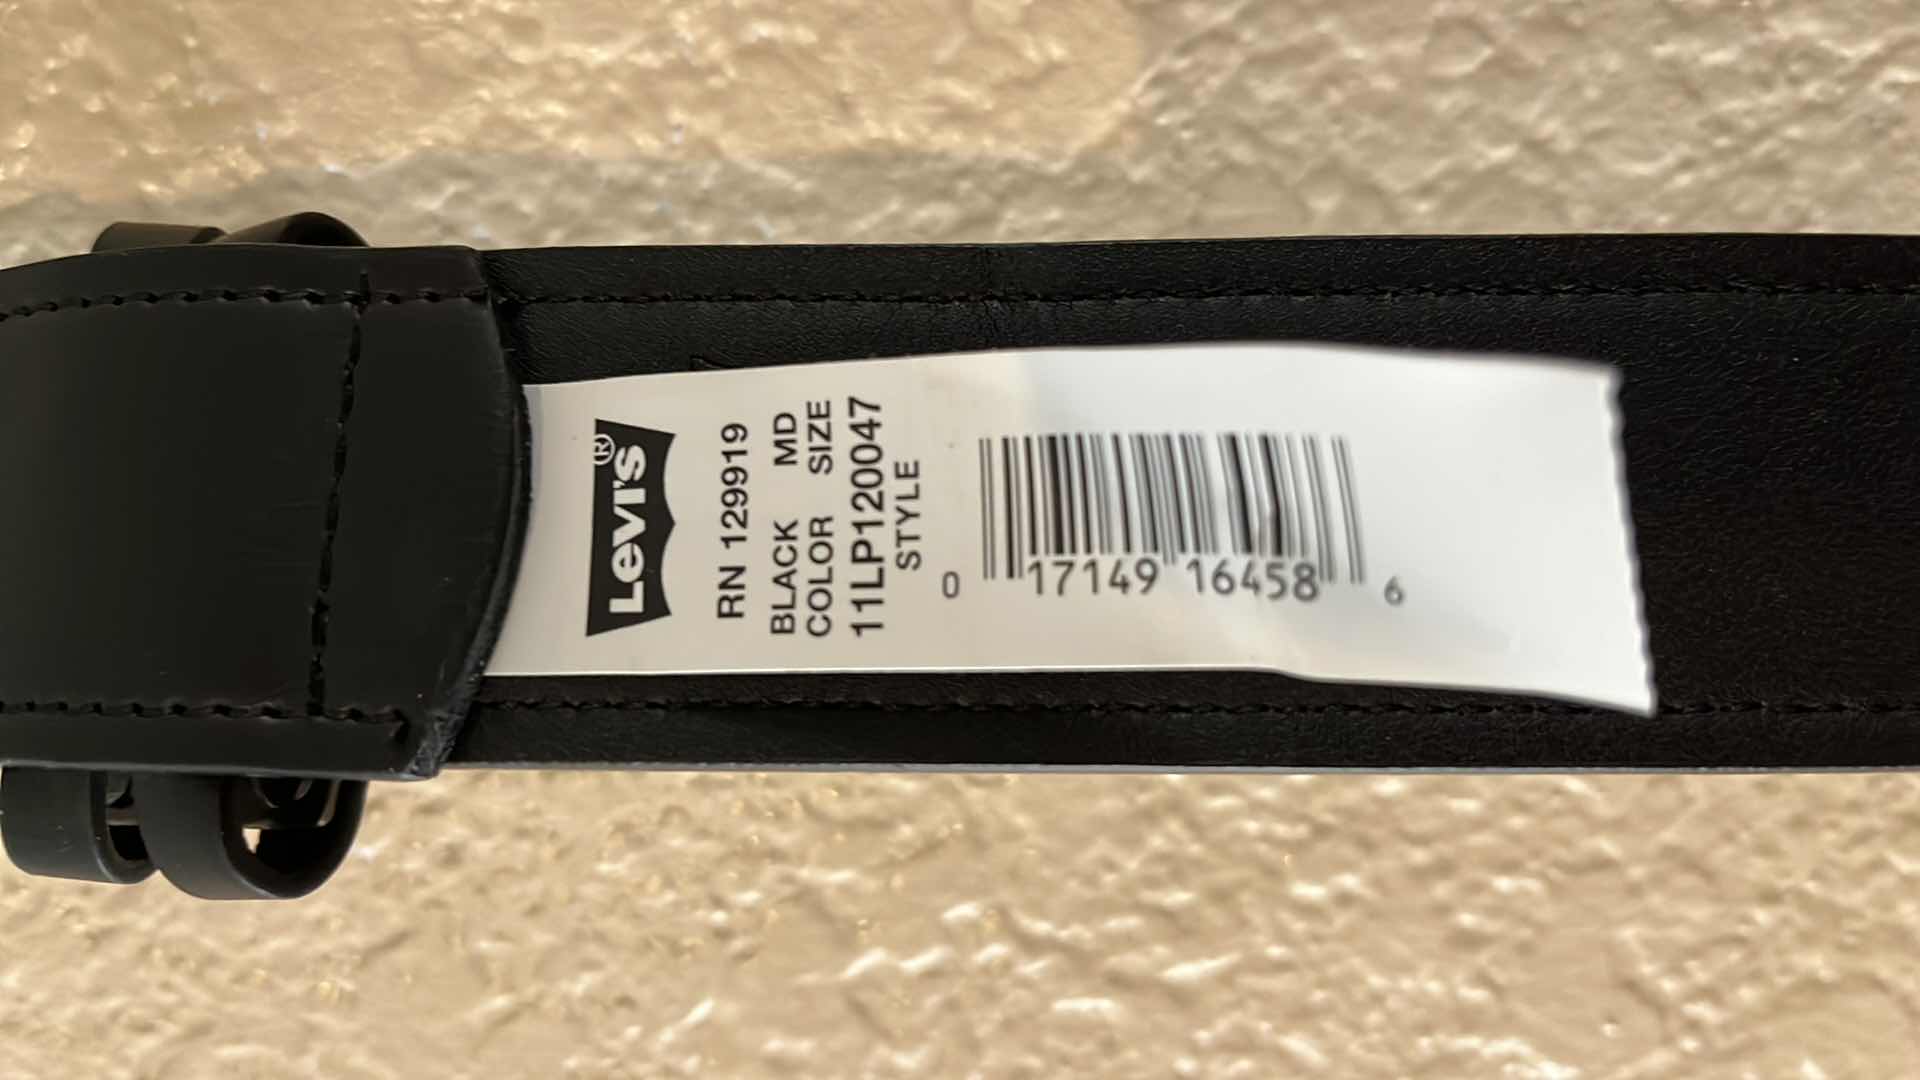 Levi's®
RN 129919
BLACK MD
COLOR SIZE
11LP120047
STYLE
0 17149 16458 6